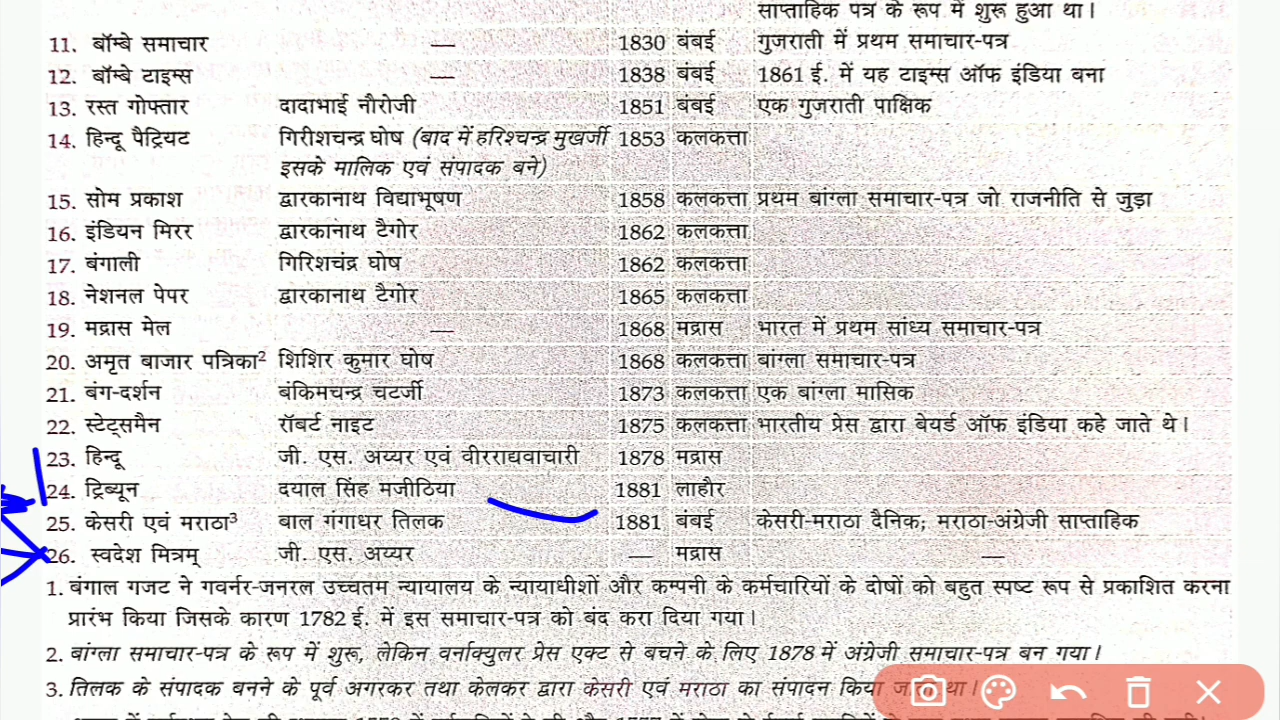 साप्ताहिक पत्र के रूप में शुरू हुआ था।
11. बॉम्बे समाचार — 1830 बंबई गुजराती में प्रथम समाचार-पत्र
12. बॉम्बे टाइम्स — 1838 बंबई 1861 ई. में यह टाइम्स ऑफ इंडिया बना
13. रस्त गोफ्तार दादाभाई नौरोजी 1851 बंबई एक गुजराती पाक्षिक
14. हिन्दू पैट्रियट गिरीशचन्द्र घोष (बाद में हरिश्चन्द्र मुखर्जी 1853 कलकत्ता
इसके मालिक एवं संपादक बने)
15. सोम प्रकाश द्वारकानाथ विद्याभूषण 1858 कलकत्ता प्रथम बांग्ला समाचार-पत्र जो राजनीति से जुड़ा
16. इंडियन मिरर द्वारकानाथ टैगोर 1862 कलकत्ता
17. बंगाली गिरिशचंद्र घोष 1862 कलकत्ता
18. नेशनल पेपर द्वारकानाथ टैगोर 1865 कलकत्ता
19. मद्रास मेल — 1868 मद्रास भारत में प्रथम सांध्य समाचार-पत्र
20. अमृत बाजार पत्रिका² शिशिर कुमार घोष 1868 कलकत्ता बांग्ला समाचार-पत्र
21. बंग-दर्शन बंकिमचन्द्र चटर्जी 1873 कलकत्ता एक बांग्ला मासिक
22. स्टेट्समैन रॉबर्ट नाइट 1875 कलकत्ता भारतीय प्रेस द्वारा बेयर्ड ऑफ इंडिया कहे जाते थे।
23. हिन्दू जी. एस. अय्यर एवं वीरराघवाचारी 1878 मद्रास
24. ट्रिब्यून दयाल सिंह मजीठिया 1881 लाहौर
25. केसरी एवं मराठा³ बाल गंगाधर तिलक 1881 बंबई केसरी-मराठा दैनिक; मराठा-अंग्रेजी साप्ताहिक
26. स्वदेश मित्रम् जी. एस. अय्यर — मद्रास —
1. बंगाल गजट ने गवर्नर-जनरल उच्चतम न्यायालय के न्यायाधीशों और कम्पनी के कर्मचारियों के दोषों को बहुत स्पष्ट रूप से प्रकाशित करना
प्रारंभ किया जिसके कारण 1782 ई. में इस समाचार-पत्र को बंद करा दिया गया।
2. बांग्ला समाचार-पत्र के रूप में शुरू, लेकिन वर्नाक्युलर प्रेस एक्ट से बचने के लिए 1878 में अंग्रेजी समाचार-पत्र बन गया।
3. तिलक के संपादक बनने के पूर्व अगरकर तथा केलकर द्वारा केसरी एवं मराठा का संपादन किया जाता था।